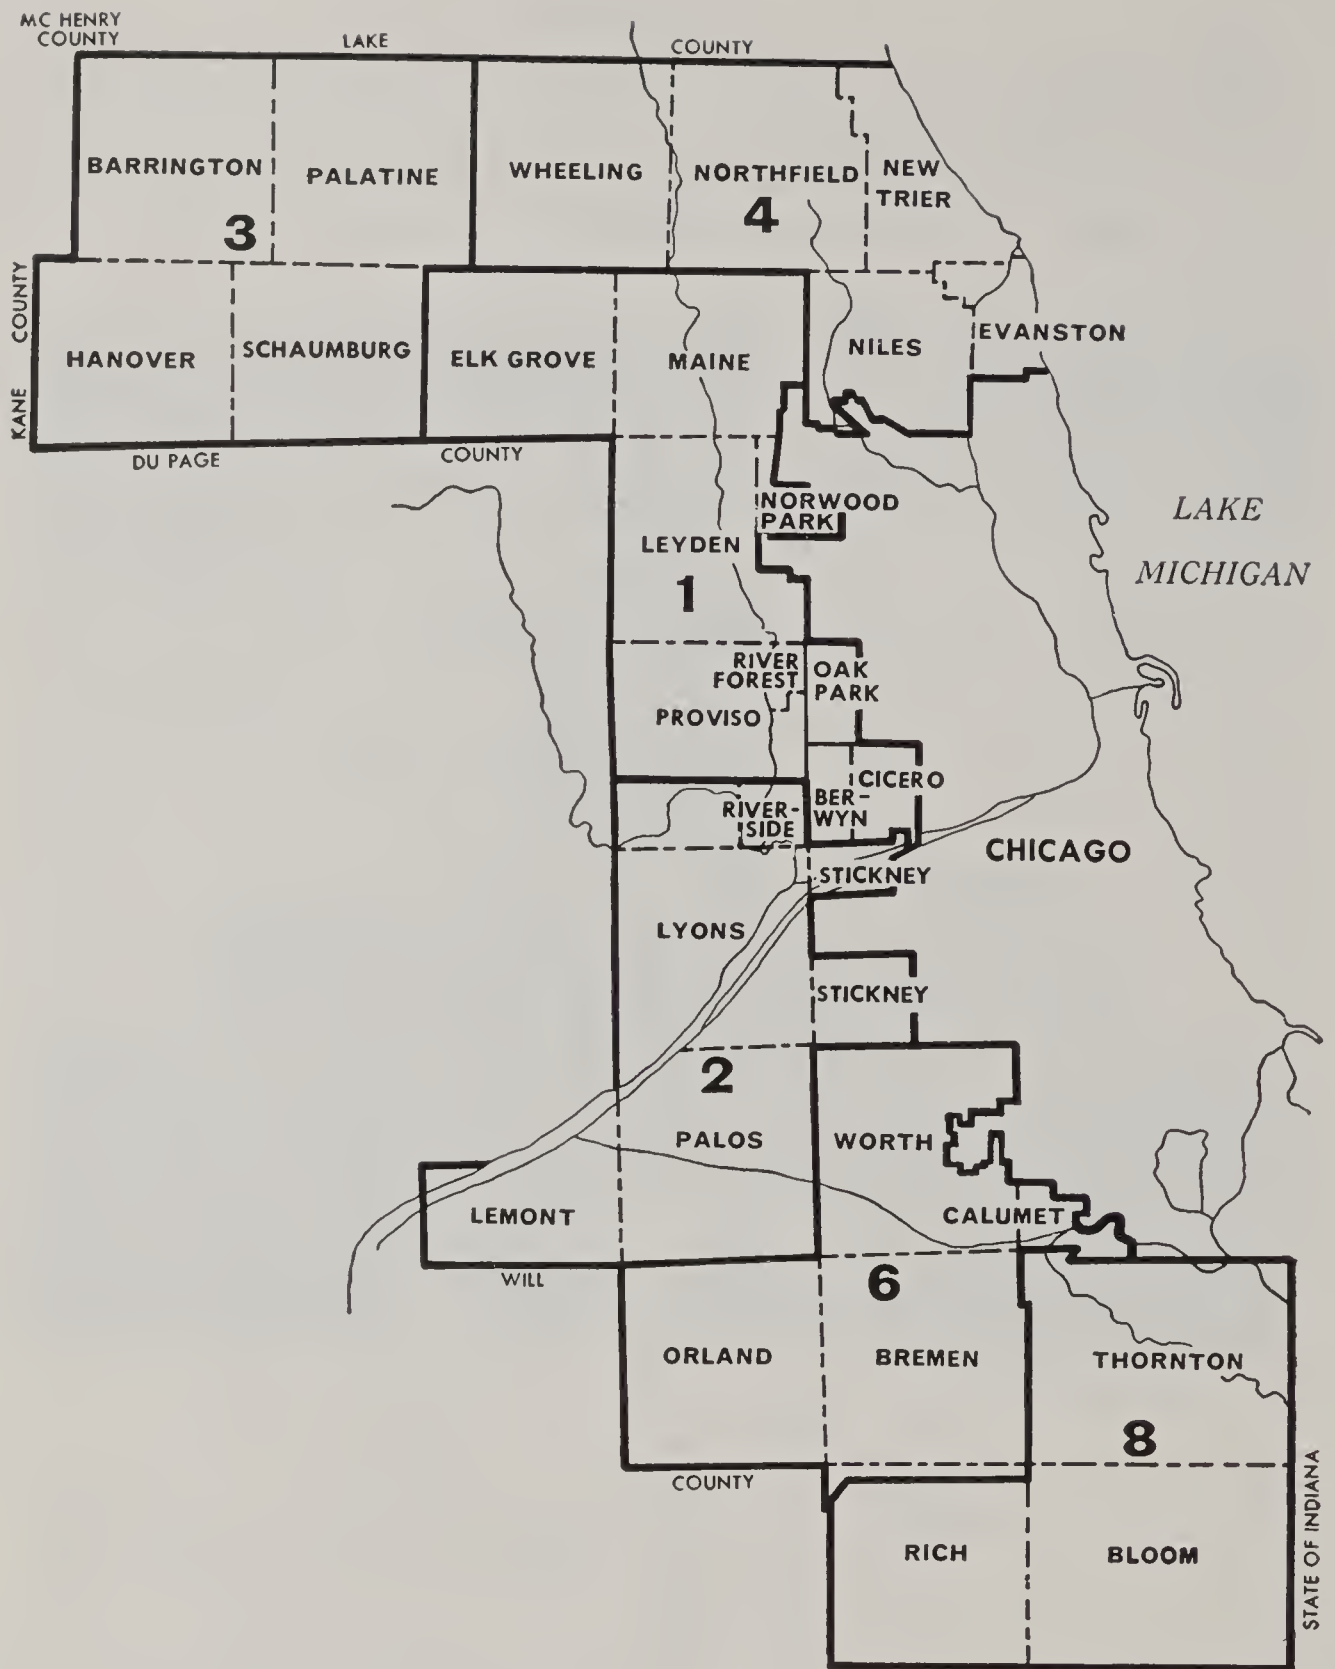 MC HENRY
COUNTY
LAKE
COUNTY
BARRINGTON
PALATINE
WHEELING
NORTHFIELD
NEW
TRIER
3
4
KANE COUNTY
HANOVER
SCHAUMBURG
ELK GROVE
MAINE
NILES
EVANSTON
DU PAGE
COUNTY
NORWOOD
PARK
LAKE
MICHIGAN
LEYDEN
1
RIVER
FOREST
OAK
PARK
PROVISO
CICERO
RIVER-
SIDE
BER-
WYN
CHICAGO
STICKNEY
LYONS
STICKNEY
2
PALOS
WORTH
LEMONT
CALUMET
WILL
6
ORLAND
BREMEN
THORNTON
8
COUNTY
RICH
BLOOM
STATE OF INDIANA